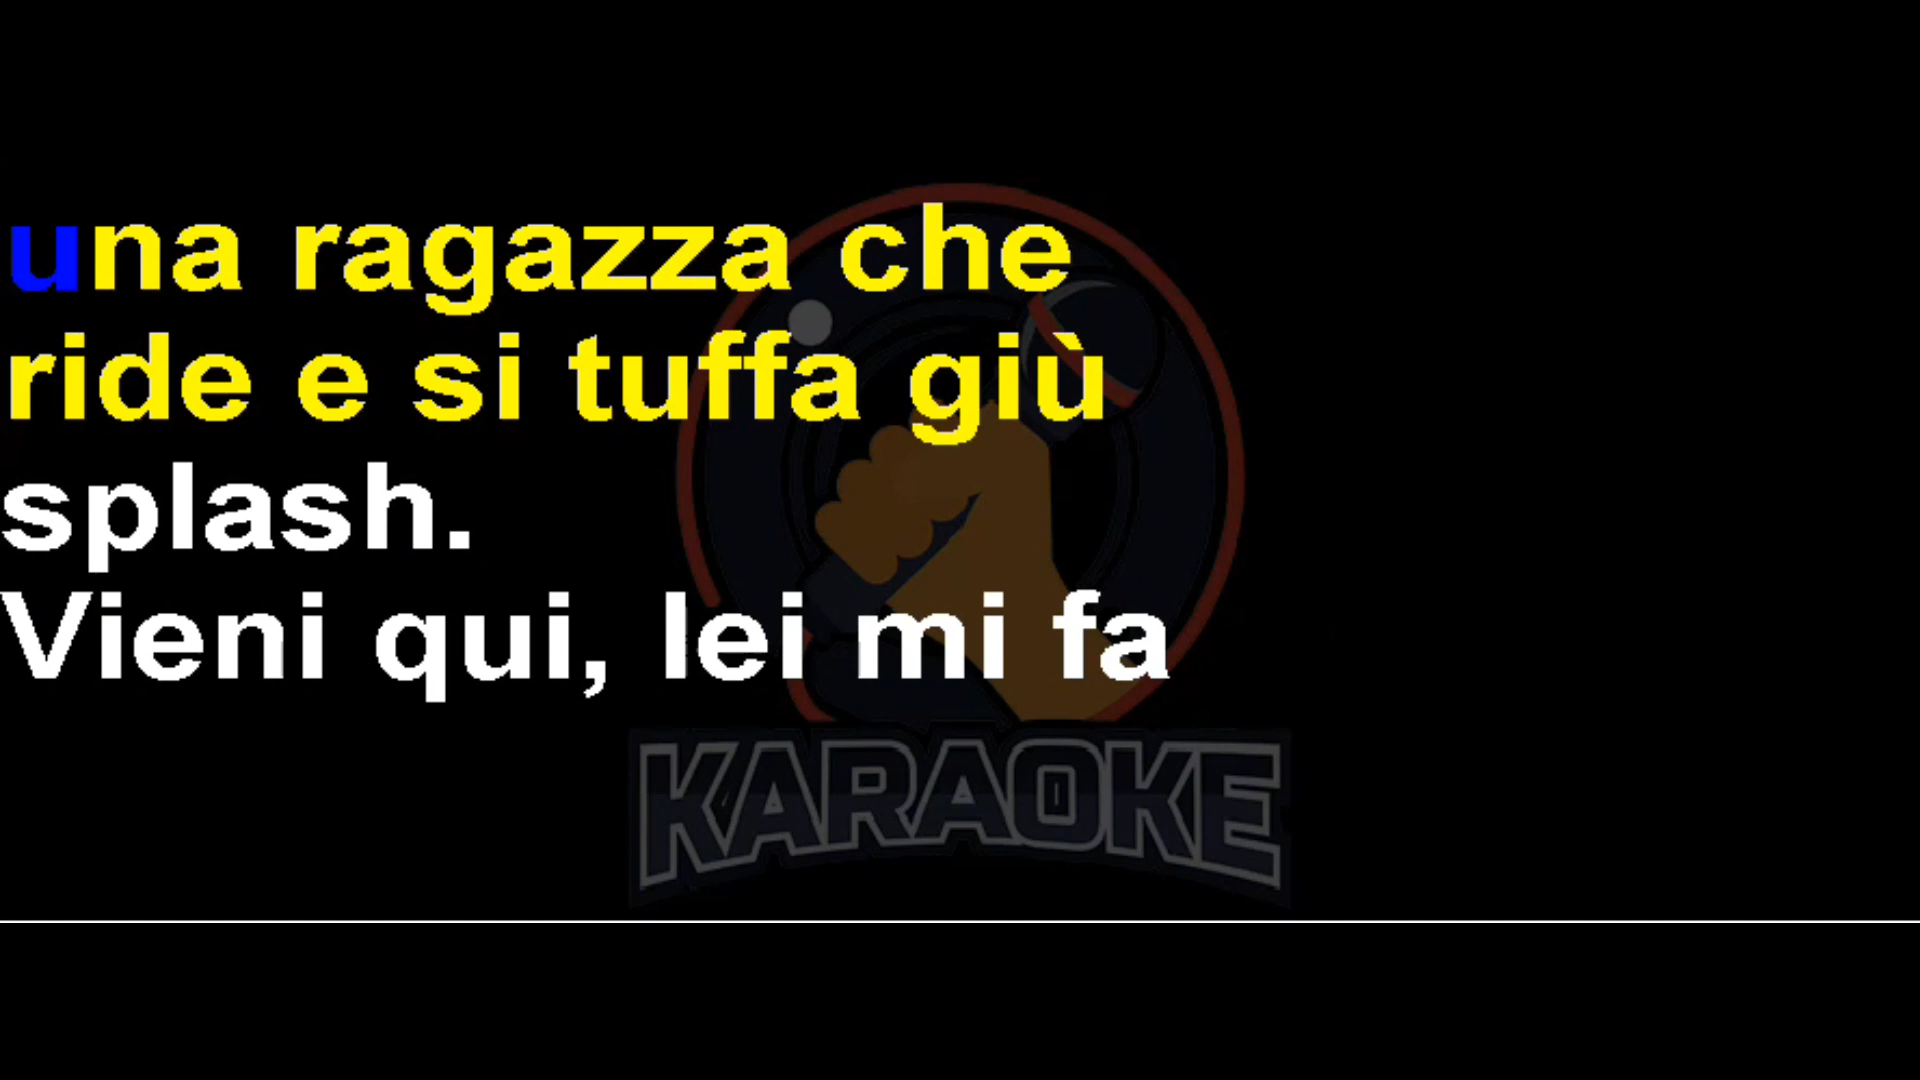 una ragazza che
ride e si tuffa giù
splash.
Vieni qui, lei mi fa
KARAOKE